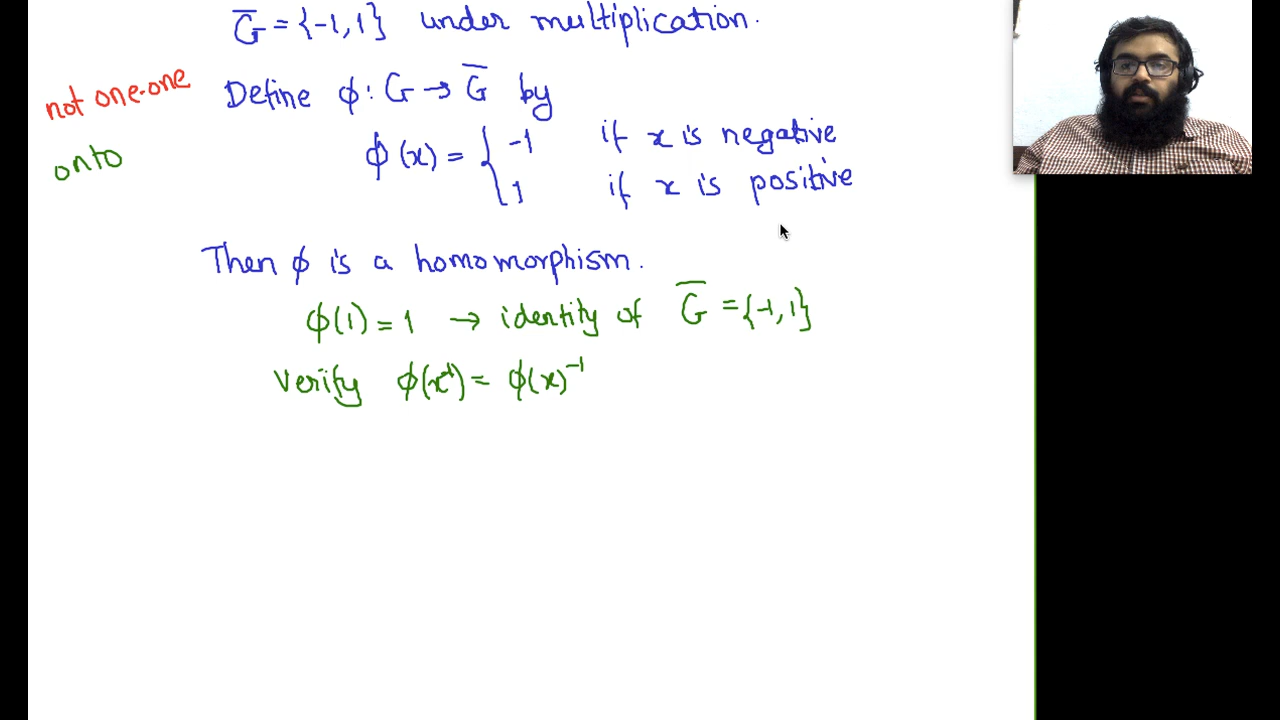 G̅ = {-1, 1} under multiplication.
not one-one
Define ϕ : G → G̅ by
onto
ϕ(x) = { -1 if x is negative
1 if x is positive
Then ϕ is a homomorphism.
ϕ(1) = 1 → identity of G̅ = {-1, 1}
Verify ϕ(x⁻¹) = ϕ(x)⁻¹